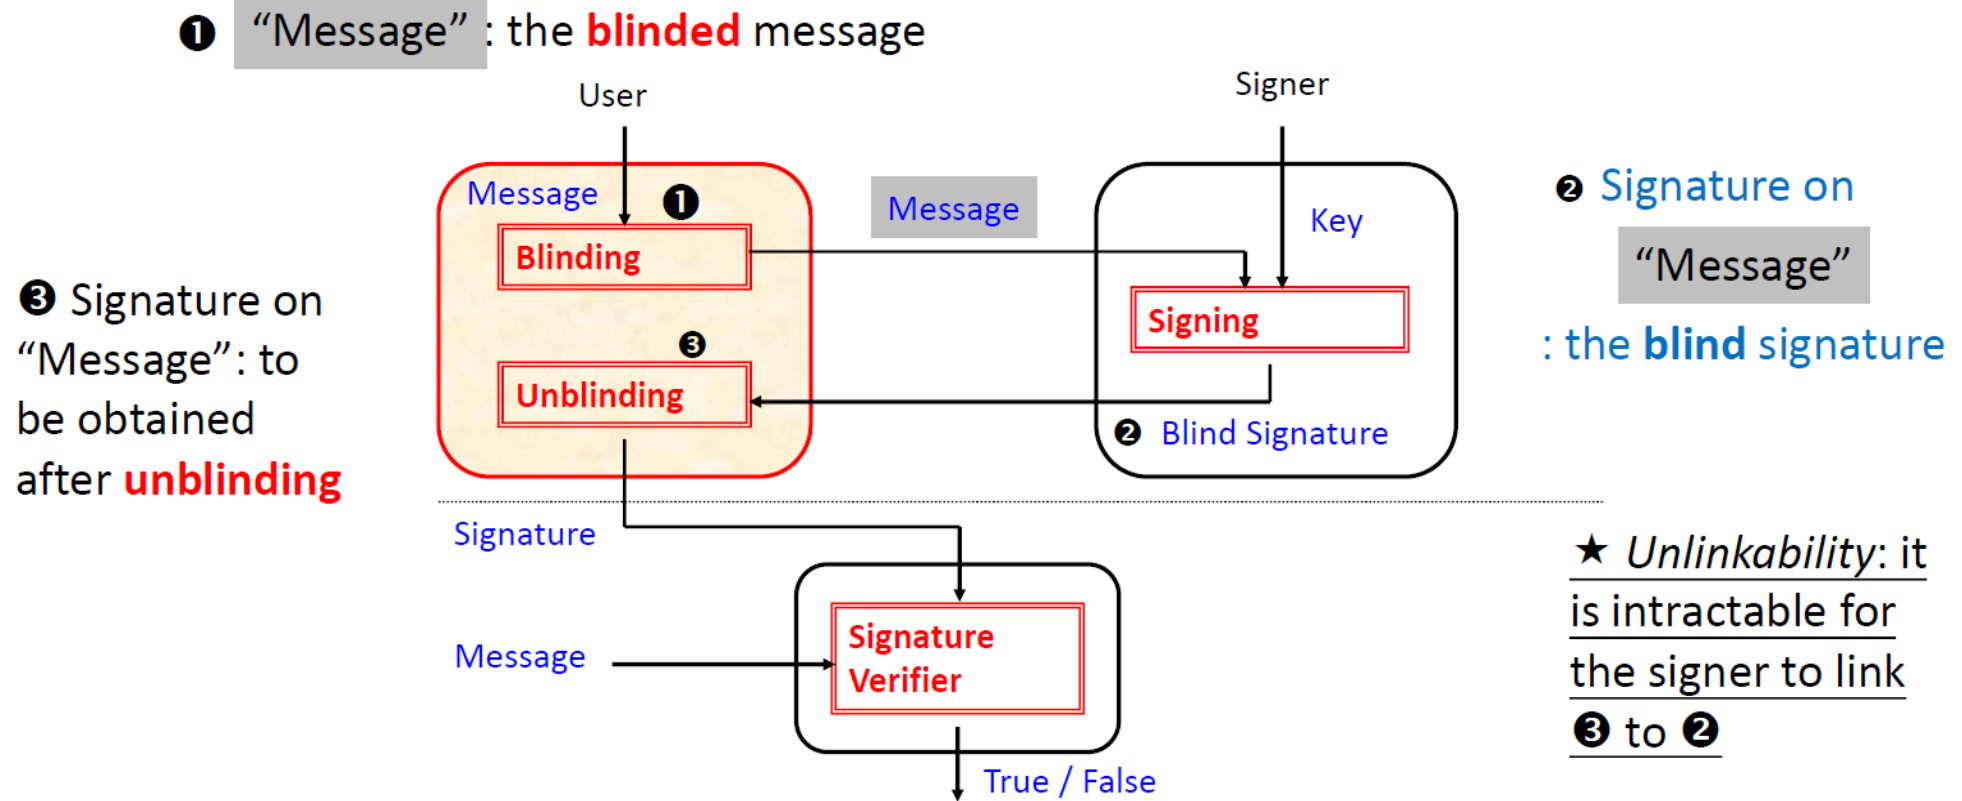 ❶ “Message” : the blinded message
User
Signer
Message
❶
Blinding
Message
Key
Signing
❸
Unblinding
❷ Blind Signature
❷ Signature on
“Message”
: the blind signature
❸ Signature on
“Message”: to
be obtained
after unblinding
Signature
Message
Signature
Verifier
True / False
★ Unlinkability: it
is intractable for
the signer to link
❸ to ❷